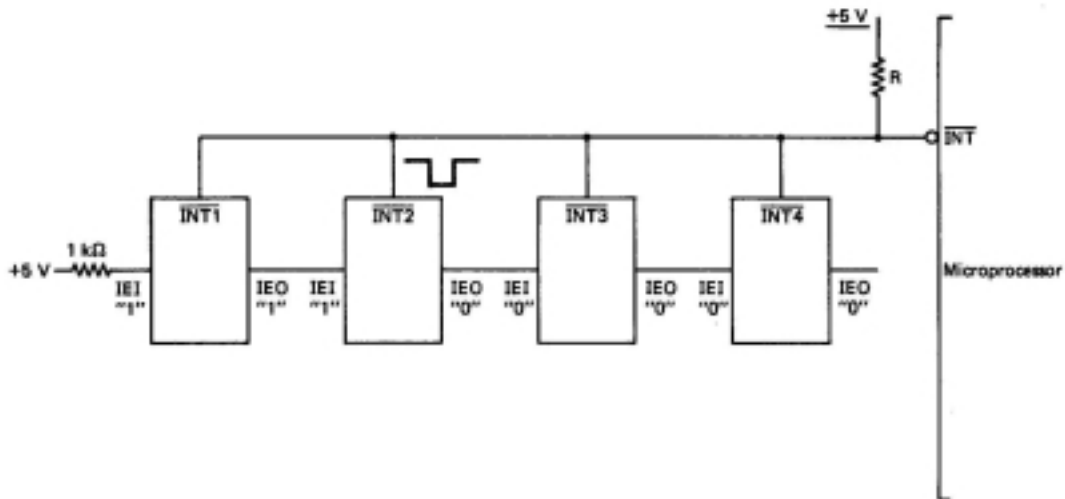 +5 V
R
INT
INT1
INT2
INT3
INT4
1 kΩ
+5 V
IEI
"1"
IEO
"1"
IEI
"1"
IEO
"0"
IEI
"0"
IEO
"0"
IEI
"0"
IEO
"0"
Microprocessor